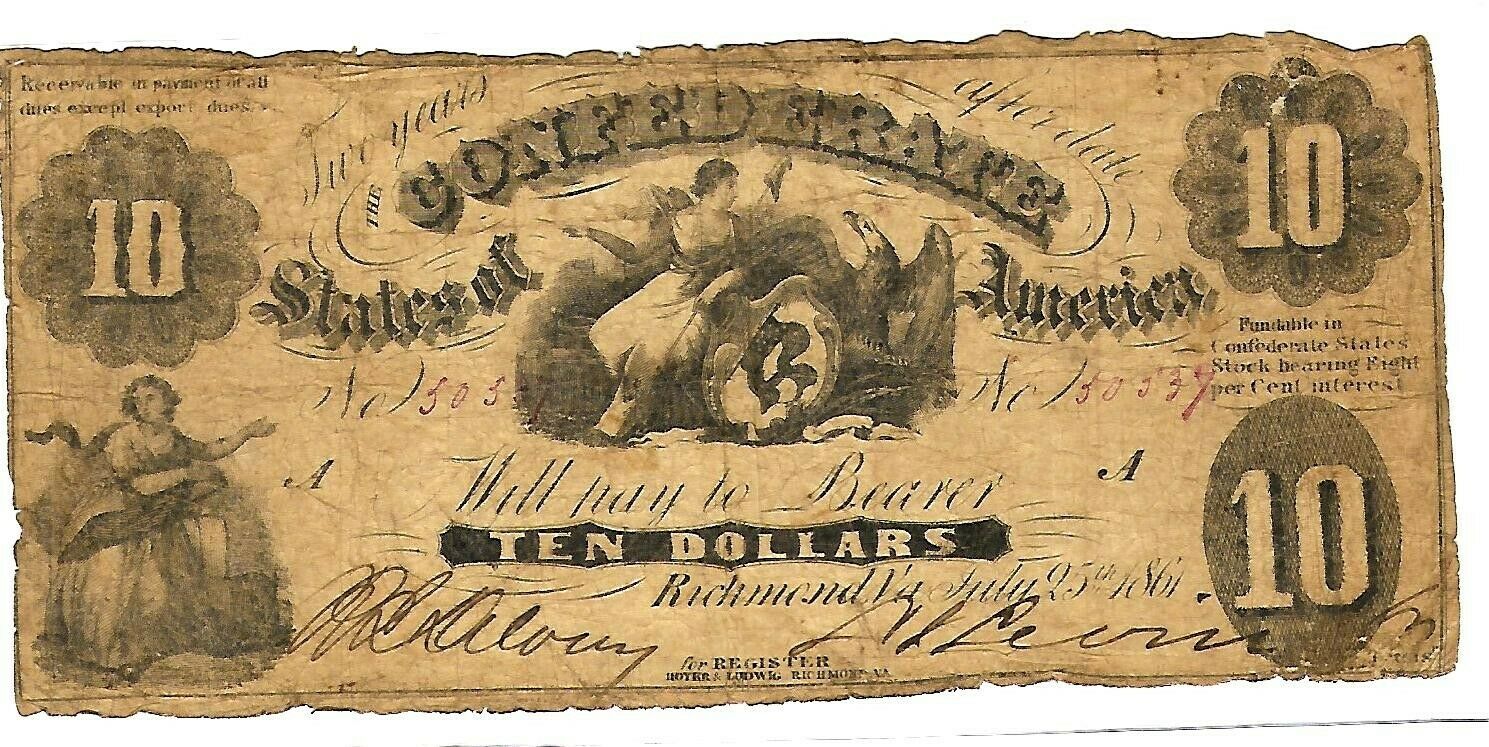 Receivable in payment of all
dues except export dues.
Two years after date
THE CONFEDERATE
States of America
10
10
Fundable in
Confederate States
Stock bearing Eight
per Cent interest
No 50537
No 50537
A
A
Will pay to Bearer
TEN DOLLARS
10
Richmond Va July 25th 1861
for REGISTER
HOYER & LUDWIG RICHMOND VA